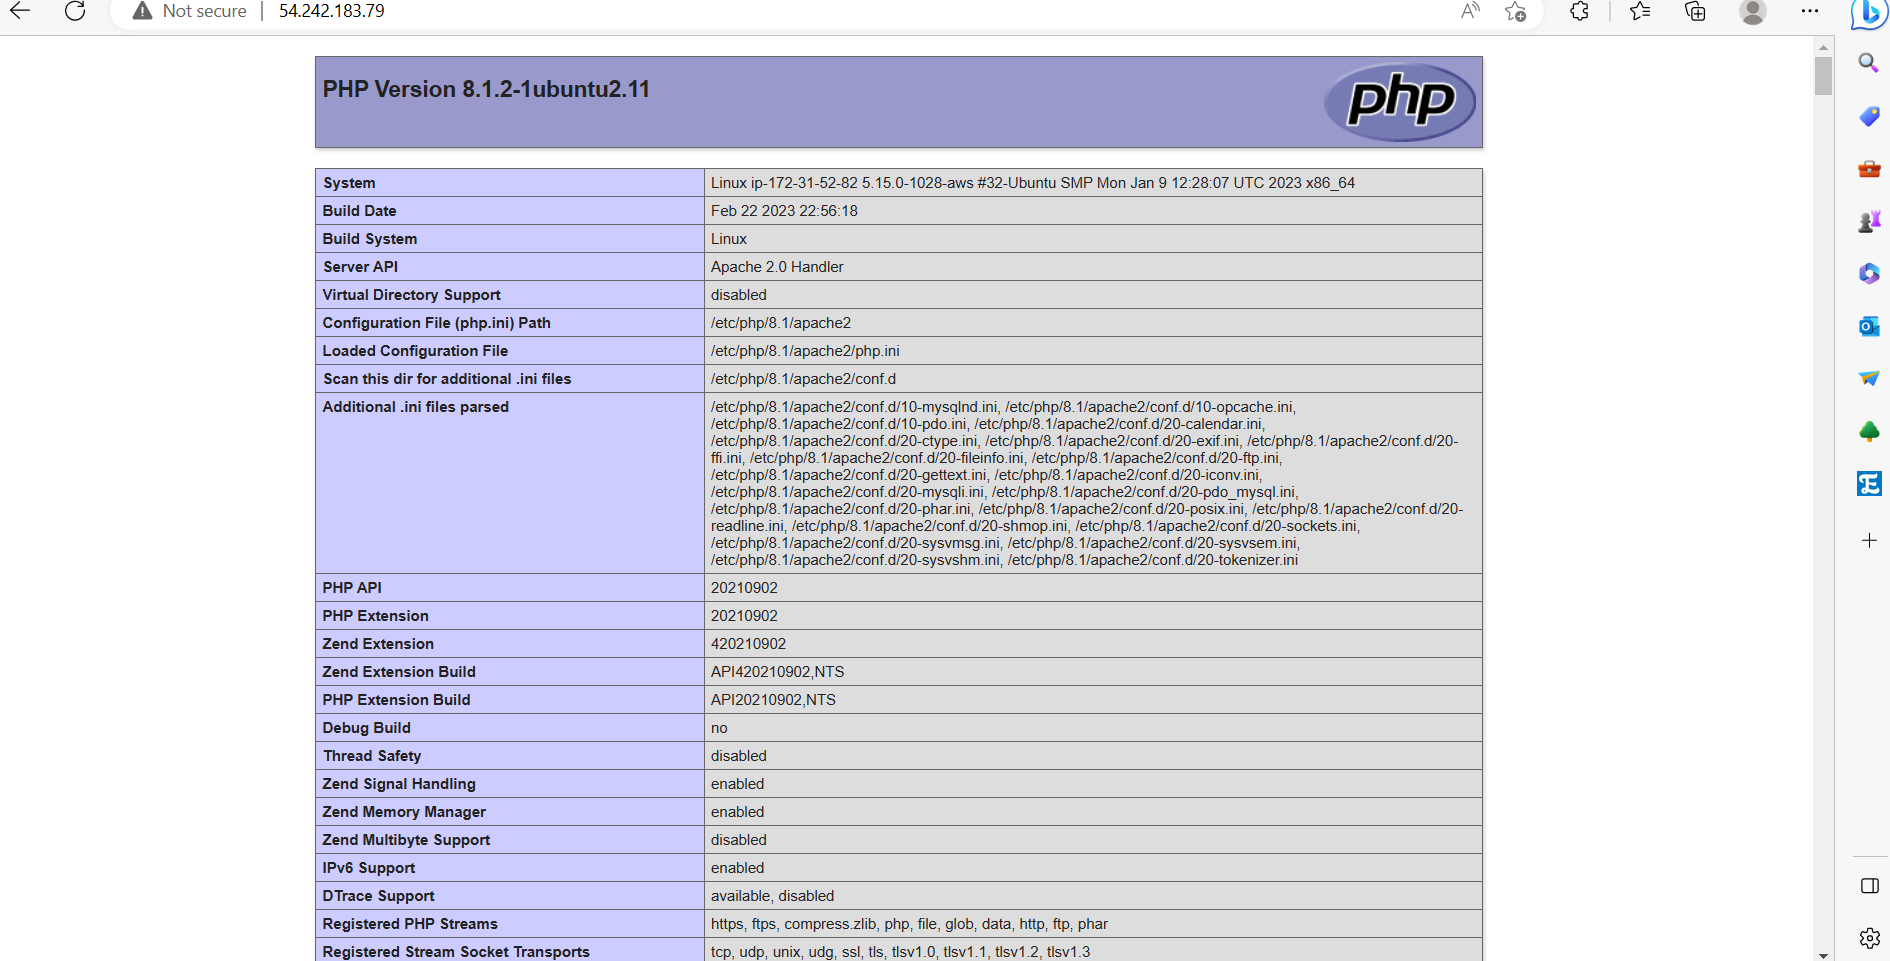 Not secure | 54.242.183.79
PHP Version 8.1.2-1ubuntu2.11
php
System Linux ip-172-31-52-82 5.15.0-1028-aws #32-Ubuntu SMP Mon Jan 9 12:28:07 UTC 2023 x86_64
Build Date Feb 22 2023 22:56:18
Build System Linux
Server API Apache 2.0 Handler
Virtual Directory Support disabled
Configuration File (php.ini) Path /etc/php/8.1/apache2
Loaded Configuration File /etc/php/8.1/apache2/php.ini
Scan this dir for additional .ini files /etc/php/8.1/apache2/conf.d
Additional .ini files parsed /etc/php/8.1/apache2/conf.d/10-mysqlnd.ini, /etc/php/8.1/apache2/conf.d/10-opcache.ini,
/etc/php/8.1/apache2/conf.d/10-pdo.ini, /etc/php/8.1/apache2/conf.d/20-calendar.ini,
/etc/php/8.1/apache2/conf.d/20-ctype.ini, /etc/php/8.1/apache2/conf.d/20-exif.ini, /etc/php/8.1/apache2/conf.d/20-
ffi.ini, /etc/php/8.1/apache2/conf.d/20-fileinfo.ini, /etc/php/8.1/apache2/conf.d/20-ftp.ini,
/etc/php/8.1/apache2/conf.d/20-gettext.ini, /etc/php/8.1/apache2/conf.d/20-iconv.ini,
/etc/php/8.1/apache2/conf.d/20-mysqli.ini, /etc/php/8.1/apache2/conf.d/20-pdo_mysql.ini,
/etc/php/8.1/apache2/conf.d/20-phar.ini, /etc/php/8.1/apache2/conf.d/20-posix.ini, /etc/php/8.1/apache2/conf.d/20-
readline.ini, /etc/php/8.1/apache2/conf.d/20-shmop.ini, /etc/php/8.1/apache2/conf.d/20-sockets.ini,
/etc/php/8.1/apache2/conf.d/20-sysvmsg.ini, /etc/php/8.1/apache2/conf.d/20-sysvsem.ini,
/etc/php/8.1/apache2/conf.d/20-sysvshm.ini, /etc/php/8.1/apache2/conf.d/20-tokenizer.ini
PHP API 20210902
PHP Extension 20210902
Zend Extension 420210902
Zend Extension Build API420210902,NTS
PHP Extension Build API20210902,NTS
Debug Build no
Thread Safety disabled
Zend Signal Handling enabled
Zend Memory Manager enabled
Zend Multibyte Support disabled
IPv6 Support enabled
DTrace Support available, disabled
Registered PHP Streams https, ftps, compress.zlib, php, file, glob, data, http, ftp, phar
Registered Stream Socket Transports tcp, udp, unix, udg, ssl, tls, tlsv1.0, tlsv1.1, tlsv1.2, tlsv1.3